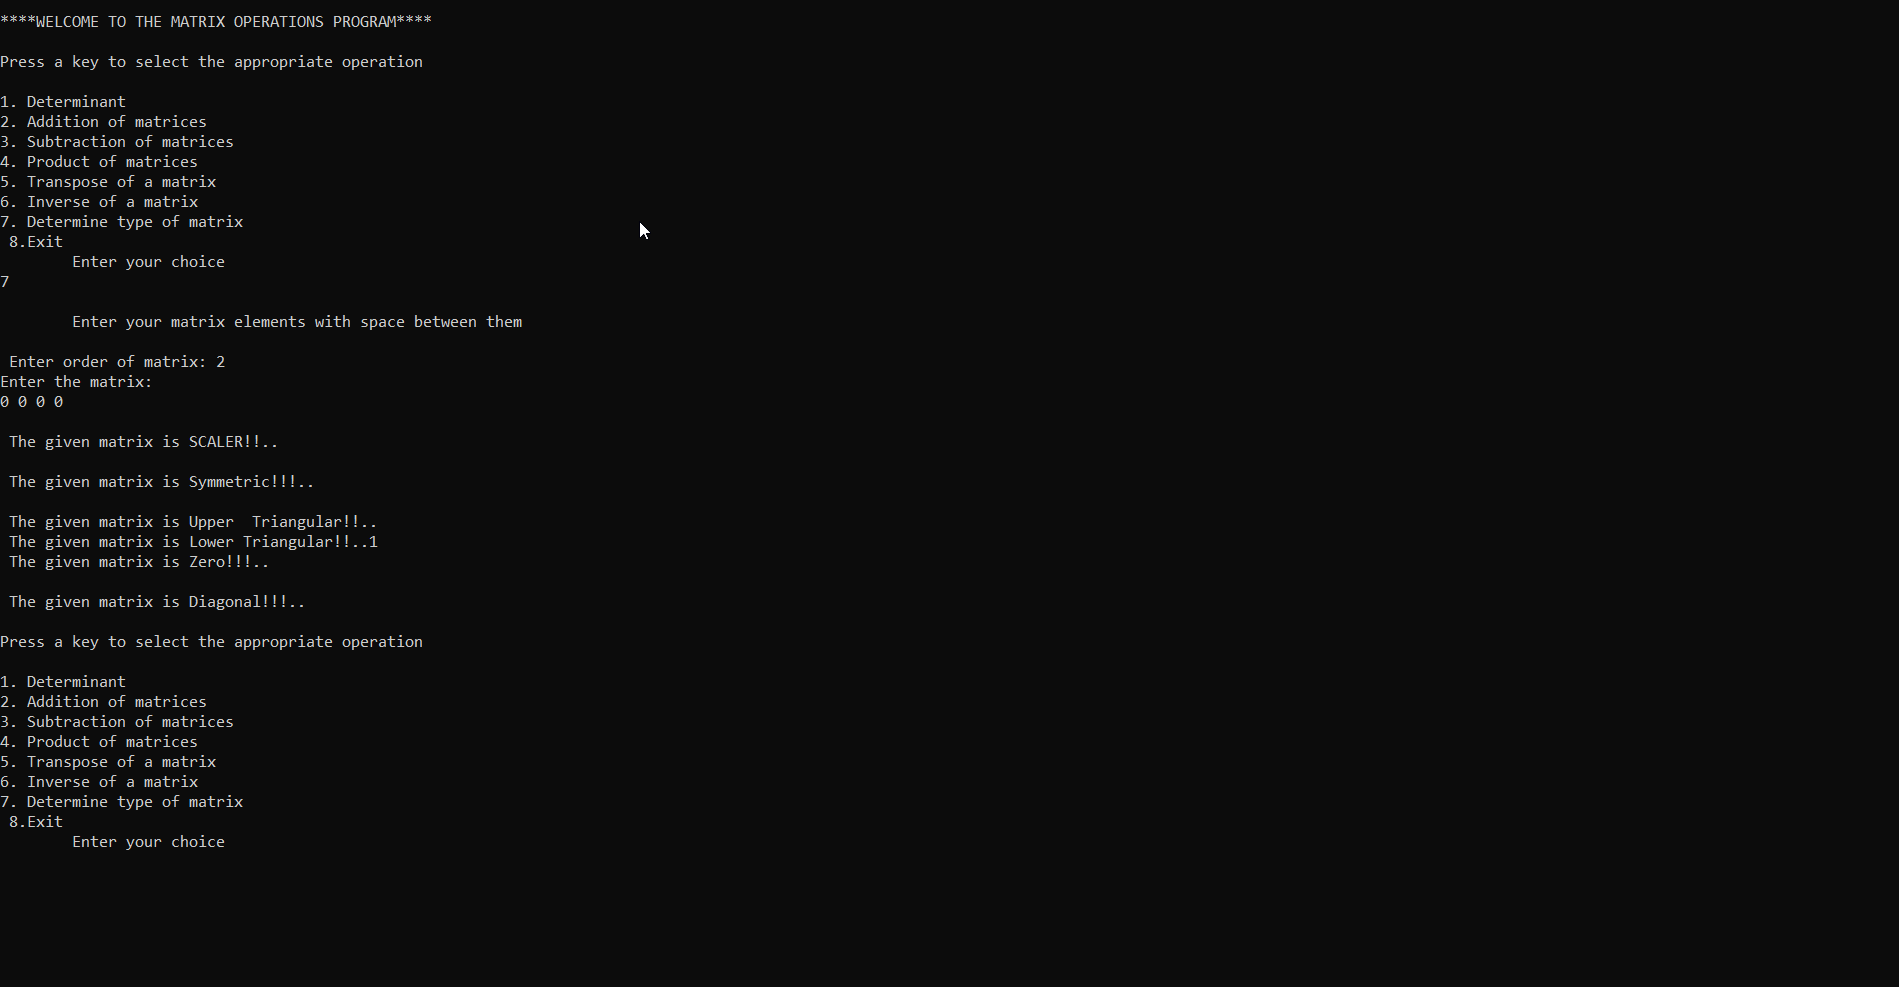 ****WELCOME TO THE MATRIX OPERATIONS PROGRAM****
Press a key to select the appropriate operation
1. Determinant
2. Addition of matrices
3. Subtraction of matrices
4. Product of matrices
5. Transpose of a matrix
6. Inverse of a matrix
7. Determine type of matrix
8.Exit
Enter your choice
7
Enter your matrix elements with space between them
Enter order of matrix: 2
Enter the matrix:
0 0 0 0
The given matrix is SCALER!!..
The given matrix is Symmetric!!!..
The given matrix is Upper  Triangular!!..
The given matrix is Lower Triangular!!..1
The given matrix is Zero!!!..
The given matrix is Diagonal!!!..
Press a key to select the appropriate operation
1. Determinant
2. Addition of matrices
3. Subtraction of matrices
4. Product of matrices
5. Transpose of a matrix
6. Inverse of a matrix
7. Determine type of matrix
8.Exit
Enter your choice